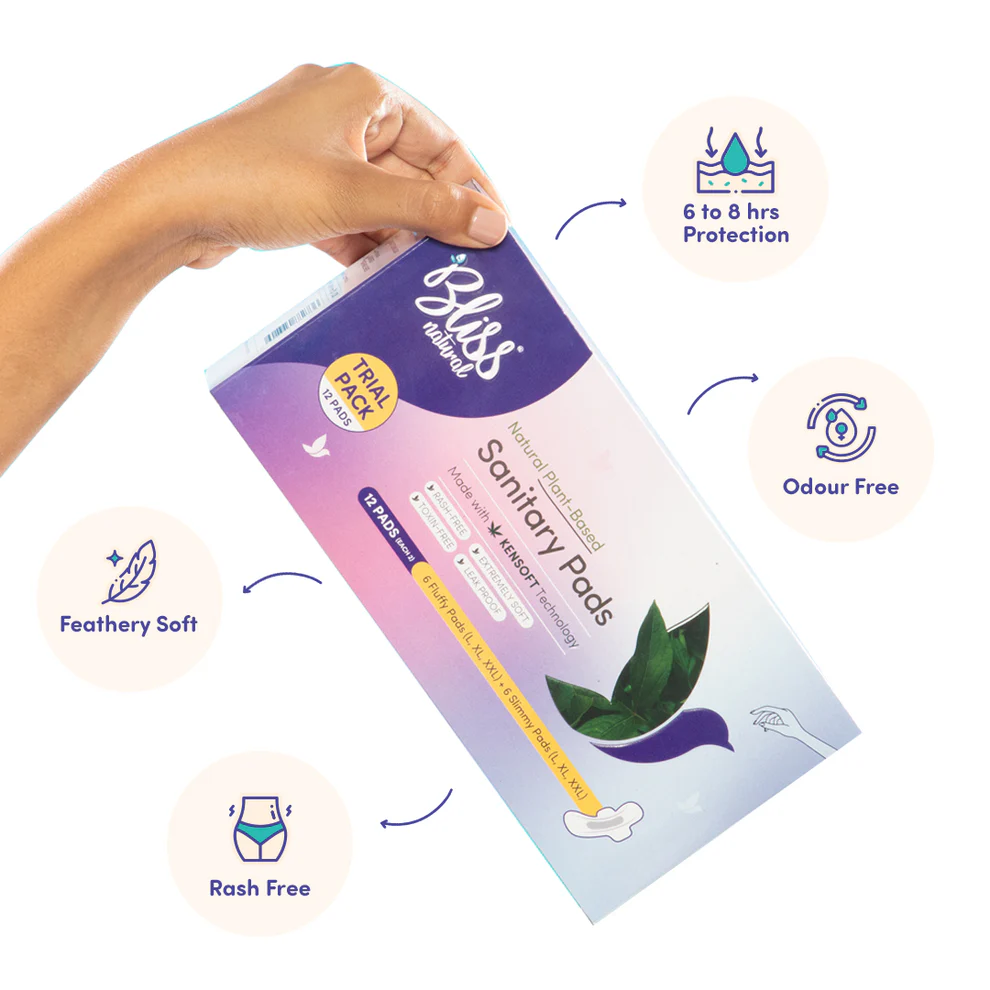 6 to 8 hrs
Protection
Bliss
natural
TRIAL
PACK
12 PADS
Natural Plant-Based
Sanitary Pads
Made with KENSOFT Technology
RASH-FREE
EXTREMELY SOFT
TOXIN-FREE
LEAK PROOF
12 PADS (EACH 2)
6 Fluffy Pads (L, XL, XXL) + 6 Slimmy Pads (L, XL, XXL)
Odour Free
Feathery Soft
Rash Free